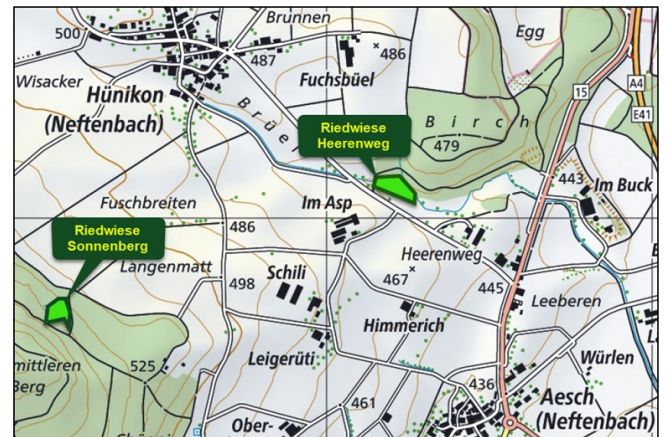 Brunnen
Egg
500
487
486
Wisacker
Fuchsbüel
15
A4
E41
Hünikon
(Neftenbach)
Brüel
Riedwiese
Heerenweg
Birch
479
443
Im Buck
Fuschbreiten
Im Asp
486
Riedwiese
Sonnenberg
Langenmatt
Heerenweg
498
Schili
467
445
Leeberen
Himmerich
mittleren
Berg
525
Leigerüti
Würlen
436
Aesch
(Neftenbach)
461
Ober-